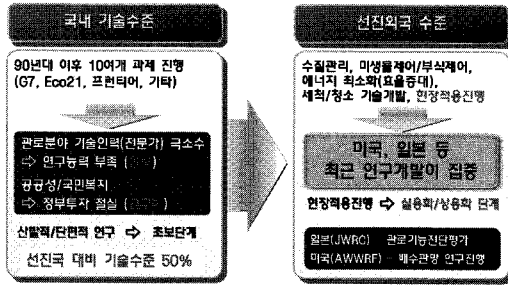 국내 기술수준
90년대 이후 10여개 과제 진행
(G7, Eco21, 프런티어, 기타)
관로분야 기술인력(전문가) 극소수
⇨ 연구능력 부족 (
공공성/국민복지
⇨ 정부투자 절실 (
산발적/단편적 연구 ⇨ 초보단계
선진국 대비 기술수준 50%
선진외국 수준
수질관리, 미생물제어/부식제어,
에너지 최소화(효율증대),
세척/청소 기술개발, 현장적용진행
미국, 일본 등
최근 연구개발이 집중
현장적용진행 ⇨ 실용화/상용화 단계
일본(JWRC) 관로기능진단평가
미국(AWWRF) - 배수관망 연구진행